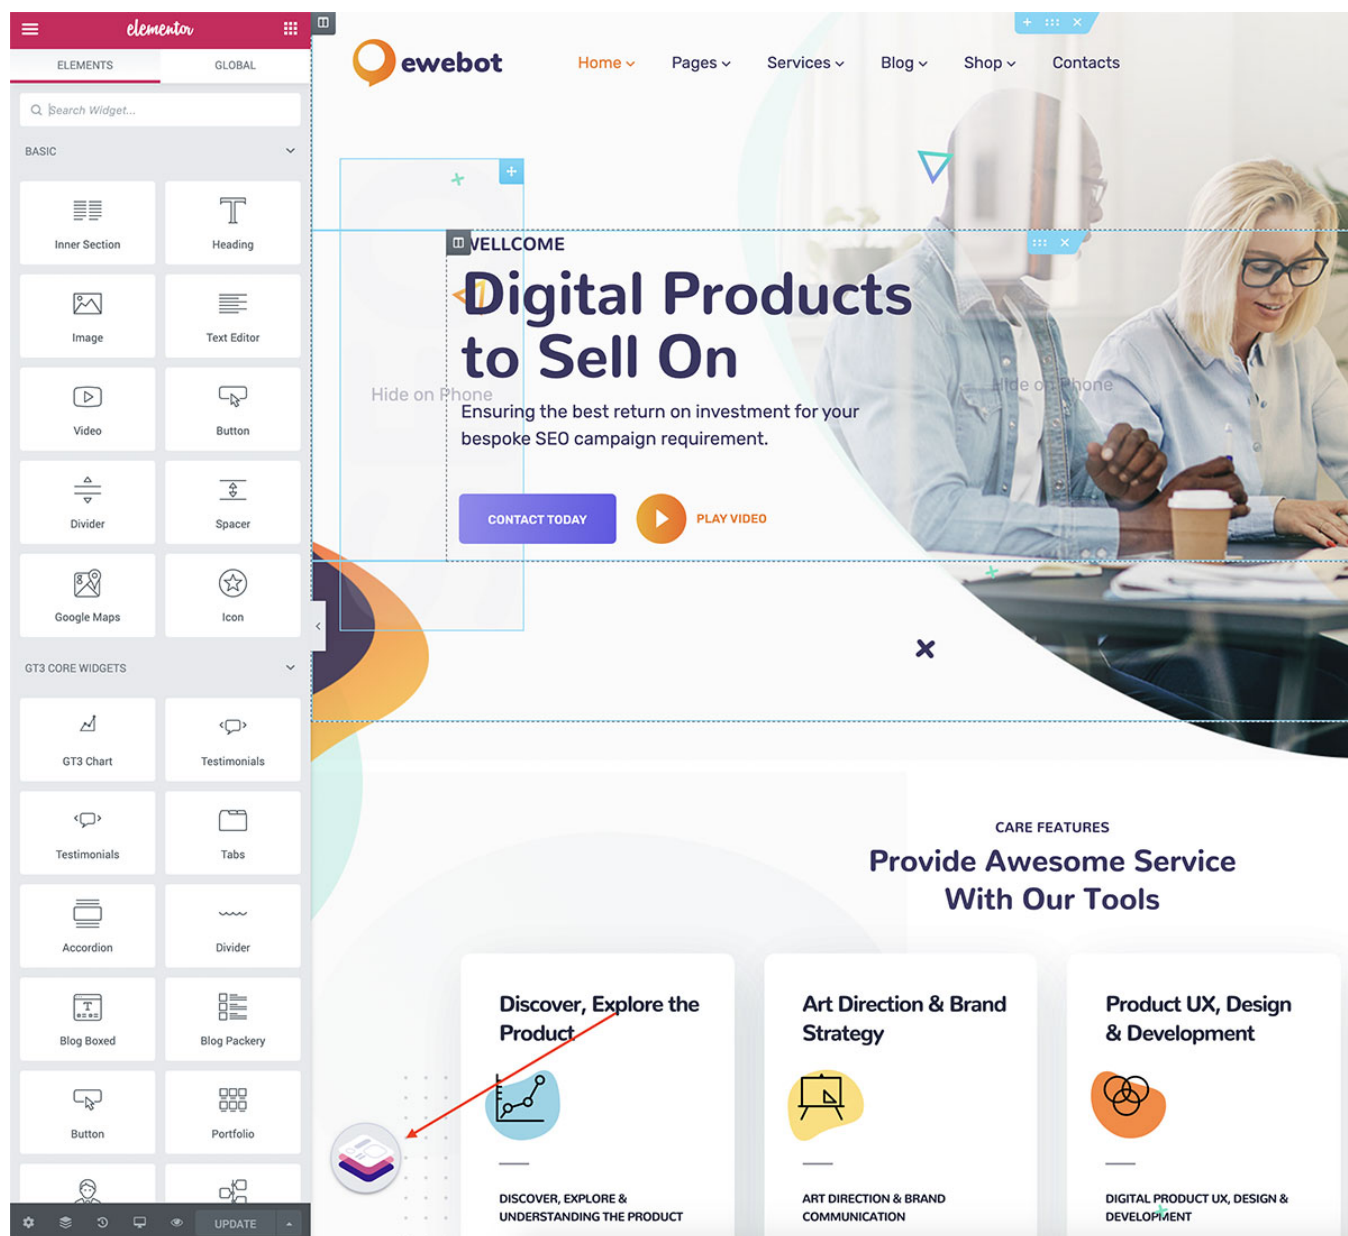 elementor
ELEMENTS
GLOBAL
Search Widget...
BASIC
Inner Section
Heading
Image
Text Editor
Video
Button
Divider
Spacer
Google Maps
Icon
GT3 CORE WIDGETS
GT3 Chart
Testimonials
Testimonials
Tabs
Accordion
Divider
Blog Boxed
Blog Packery
Button
Portfolio
UPDATE
ewebot
Home
Pages
Services
Blog
Shop
Contacts
WELLCOME
Digital Products
to Sell On
Hide on Phone
Hide on Phone
Ensuring the best return on investment for your
bespoke SEO campaign requirement.
CONTACT TODAY
PLAY VIDEO
CARE FEATURES
Provide Awesome Service
With Our Tools
Discover, Explore the
Product
DISCOVER, EXPLORE &
UNDERSTANDING THE PRODUCT
Art Direction & Brand
Strategy
ART DIRECTION & BRAND
COMMUNICATION
Product UX, Design
& Development
DIGITAL PRODUCT UX, DESIGN &
DEVELOPMENT